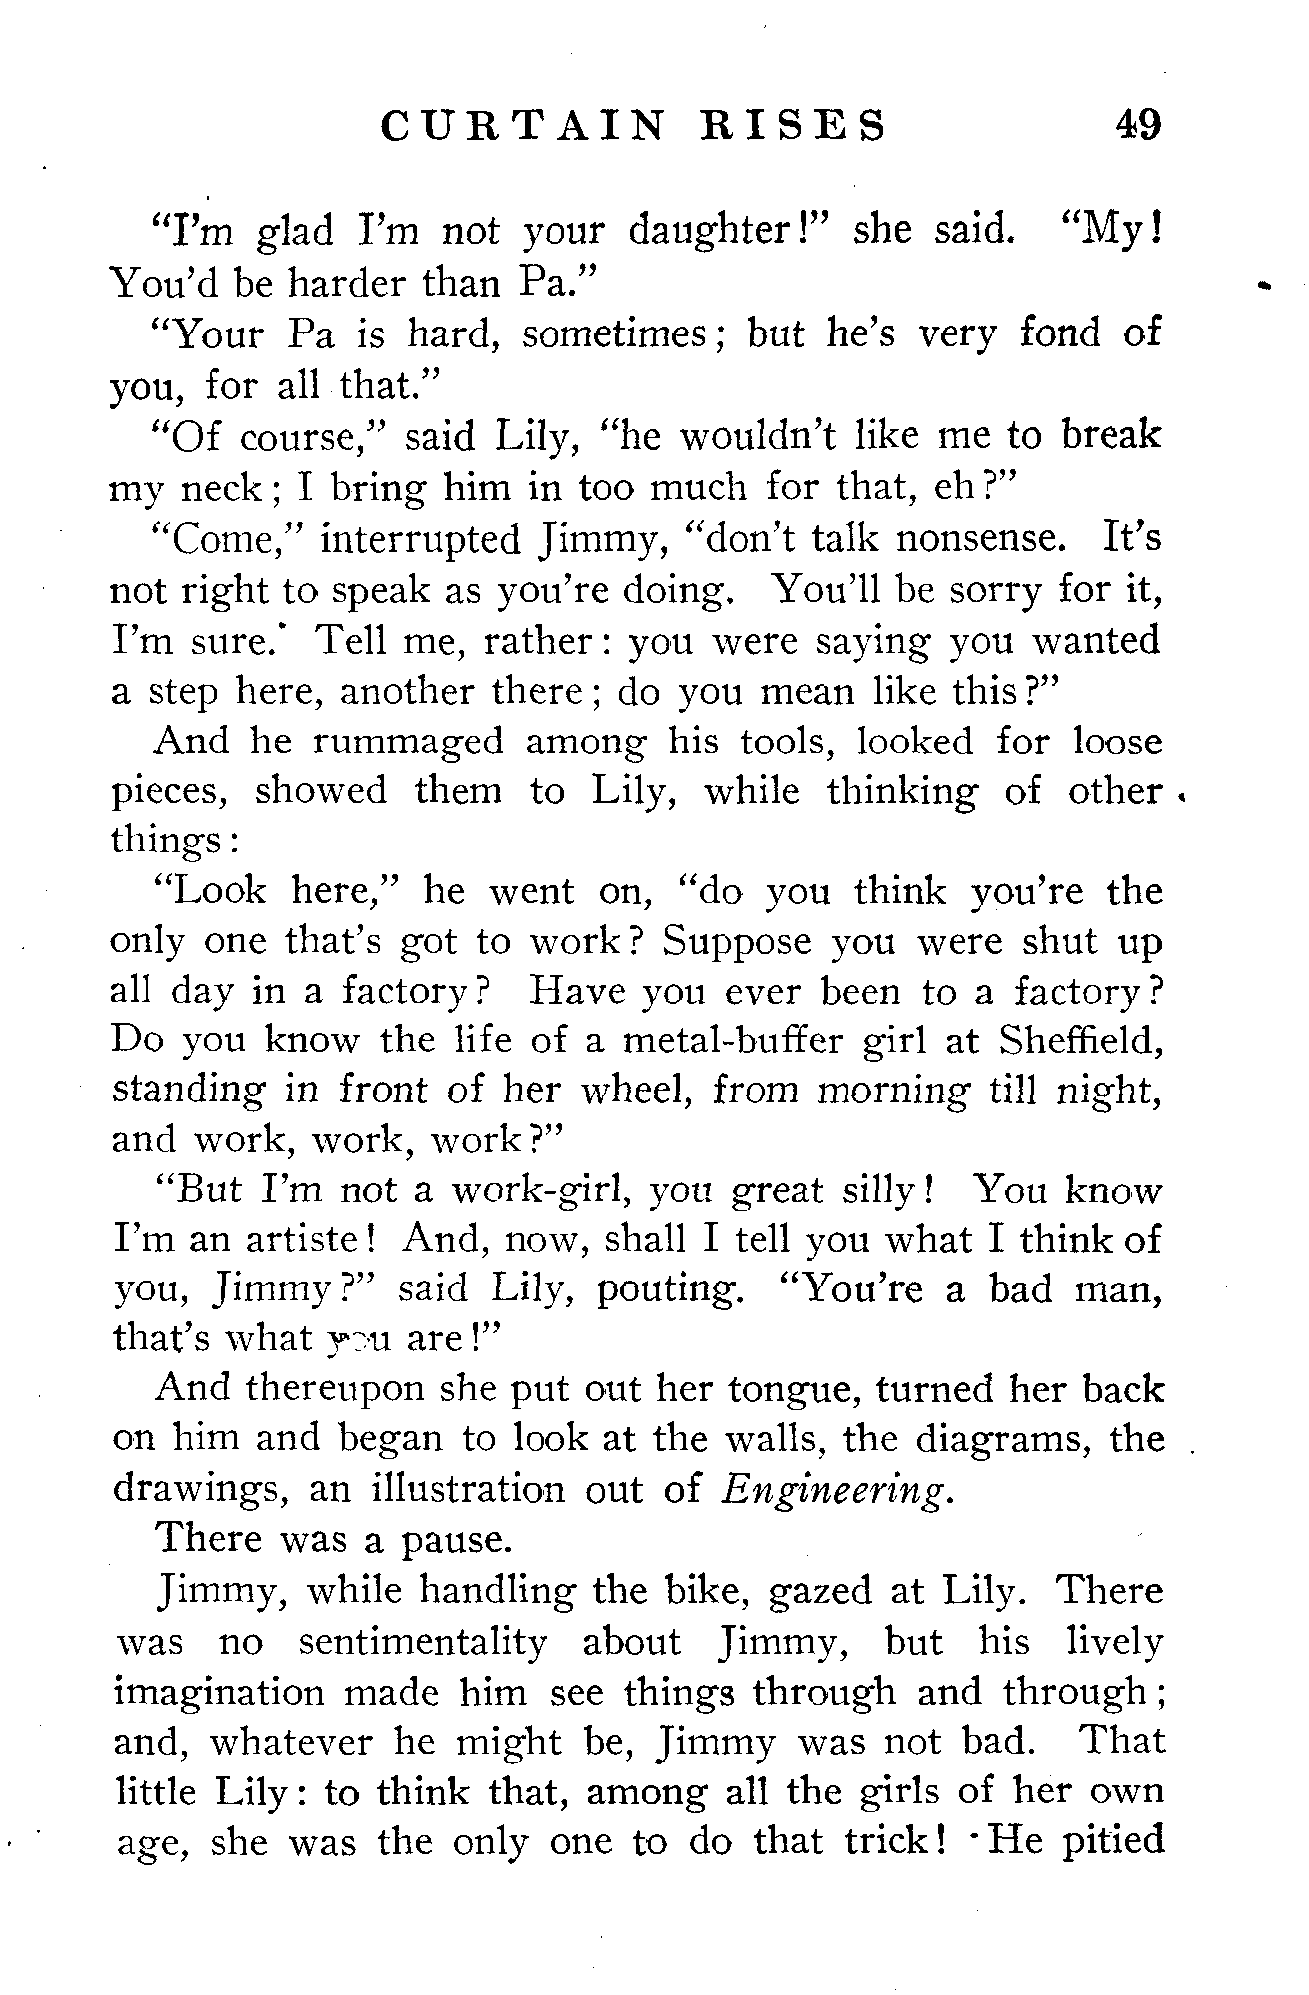 CURTAIN RISES 49
"I'm glad I'm not your daughter!" she said. "My!
You'd be harder than Pa."
"Your Pa is hard, sometimes; but he's very fond of
you, for all that."
"Of course," said Lily, "he wouldn't like me to break
my neck; I bring him in too much for that, eh?"
"Come," interrupted Jimmy, "don't talk nonsense. It's
not right to speak as you're doing. You'll be sorry for it,
I'm sure. Tell me, rather: you were saying you wanted
a step here, another there; do you mean like this?"
And he rummaged among his tools, looked for loose
pieces, showed them to Lily, while thinking of other
things:
"Look here," he went on, "do you think you're the
only one that's got to work? Suppose you were shut up
all day in a factory? Have you ever been to a factory?
Do you know the life of a metal-buffer girl at Sheffield,
standing in front of her wheel, from morning till night,
and work, work, work?"
"But I'm not a work-girl, you great silly! You know
I'm an artiste! And, now, shall I tell you what I think of
you, Jimmy?" said Lily, pouting. "You're a bad man,
that's what you are!"
And thereupon she put out her tongue, turned her back
on him and began to look at the walls, the diagrams, the
drawings, an illustration out of Engineering.
There was a pause.
Jimmy, while handling the bike, gazed at Lily. There
was no sentimentality about Jimmy, but his lively
imagination made him see things through and through;
and, whatever he might be, Jimmy was not bad. That
little Lily: to think that, among all the girls of her own
age, she was the only one to do that trick! He pitied